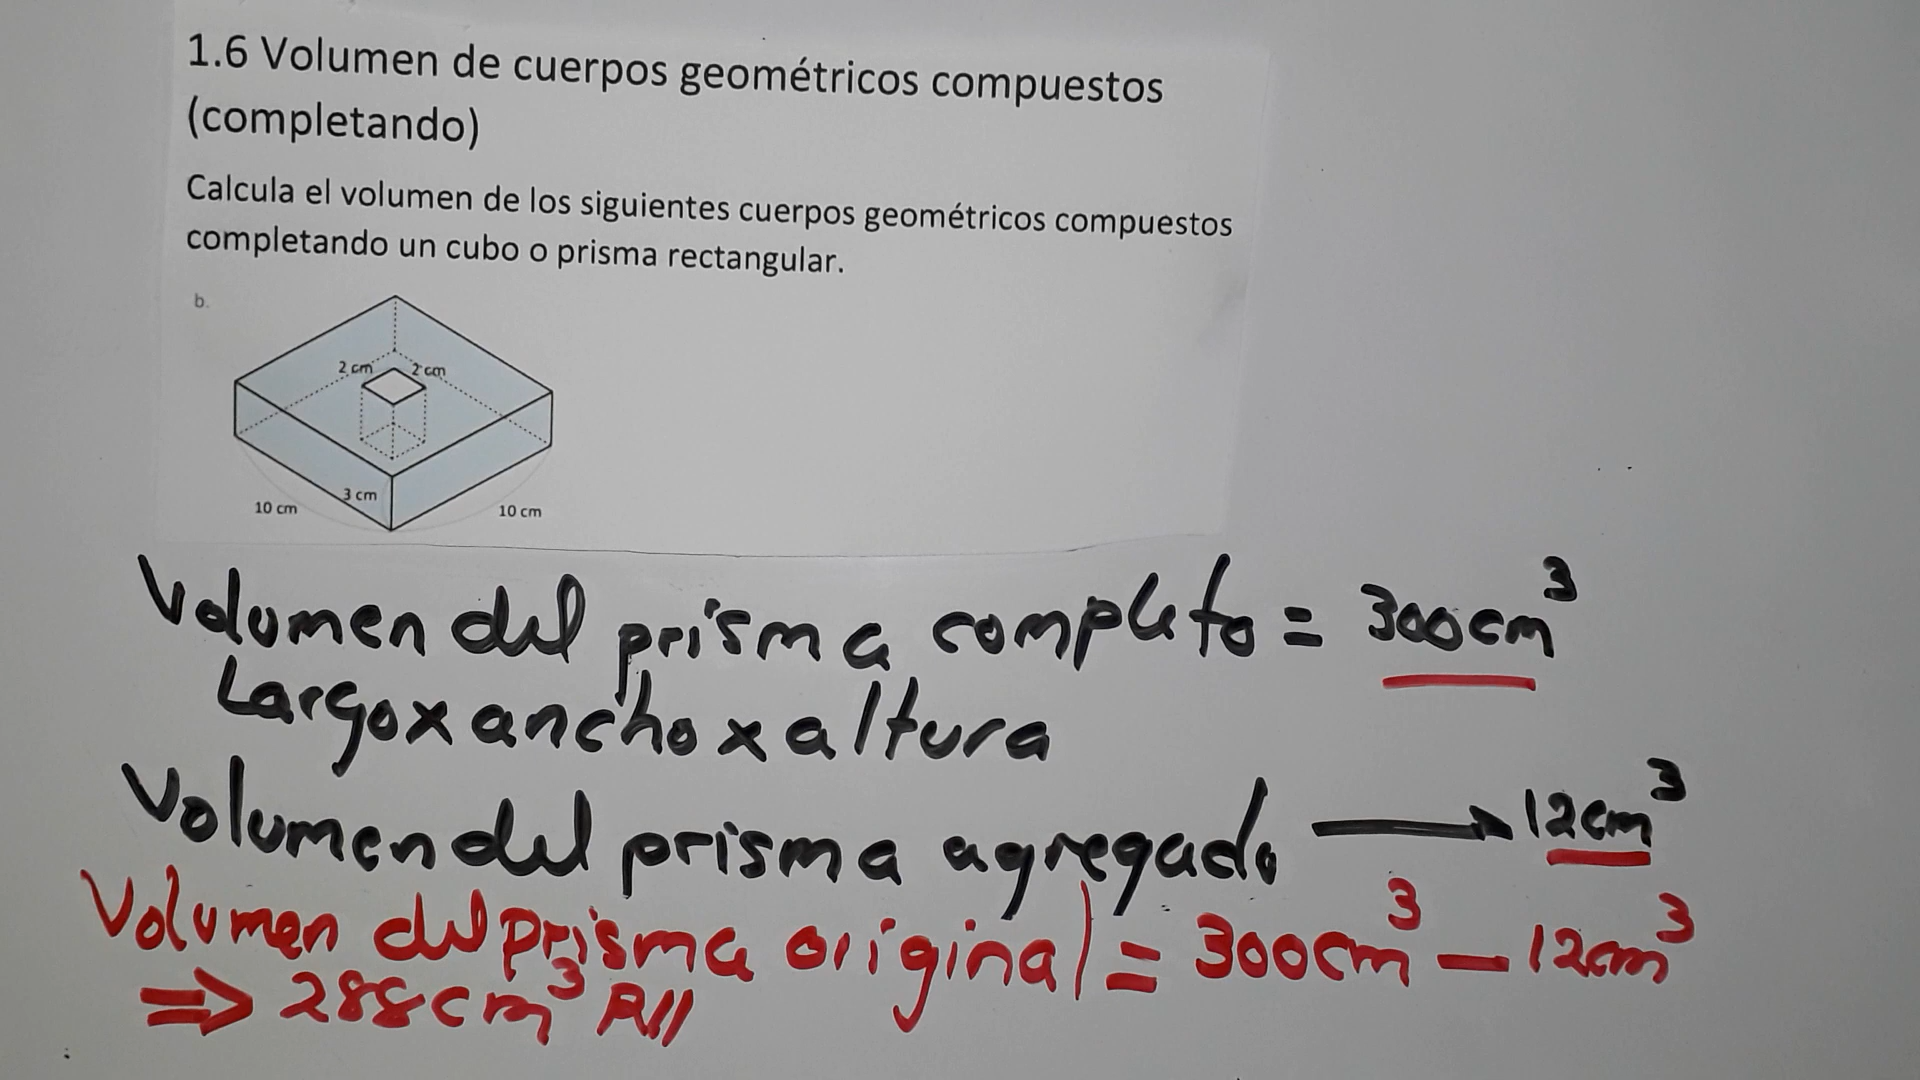 1.6 Volumen de cuerpos geométricos compuestos
(completando)
Calcula el volumen de los siguientes cuerpos geométricos compuestos
completando un cubo o prisma rectangular.
b.
2 cm 2 cm
3 cm
10 cm 10 cm
Volumen del prisma completo = 300cm³
Largo x ancho x altura
Volumen del prisma agregado → 12cm³
Volumen del prisma original = 300cm³ - 12cm³
⇒ 288cm³ R//